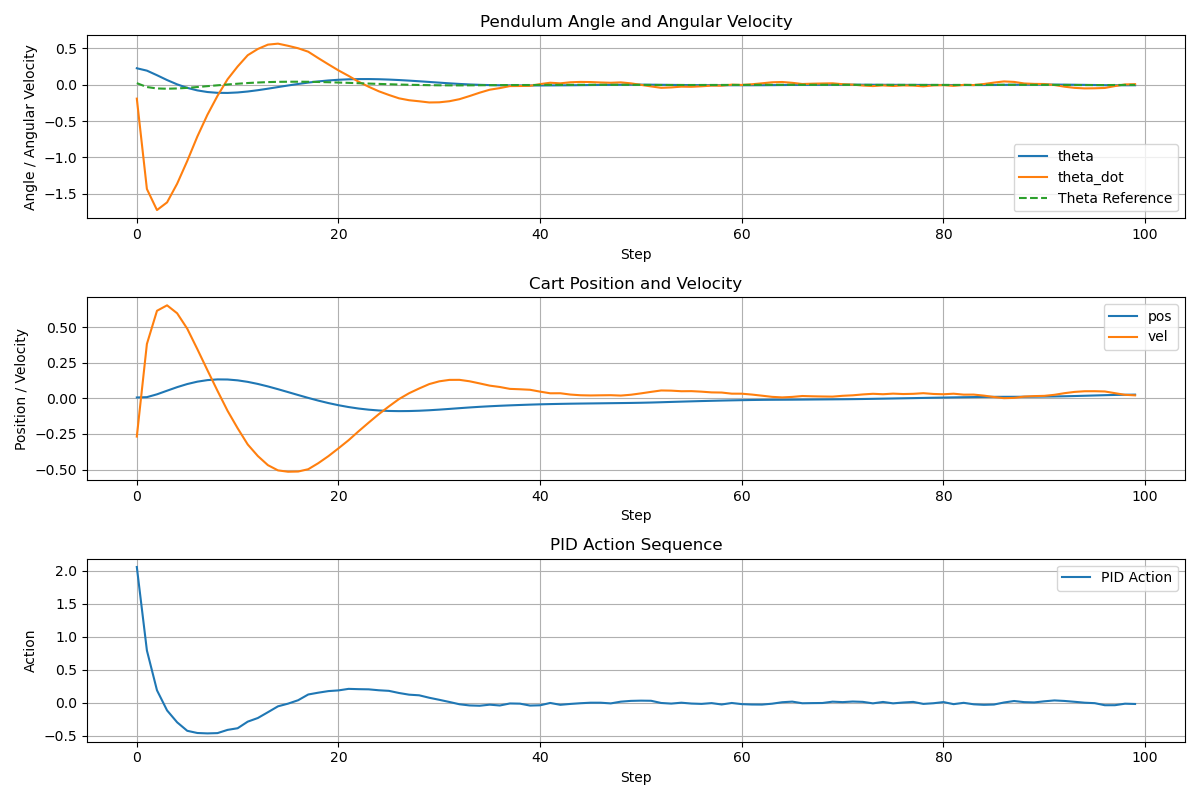 Pendulum Angle and Angular Velocity
Angle / Angular Velocity
0.5
0.0
−0.5
−1.0
−1.5
theta
theta_dot
Theta Reference
0 20 40 60 80 100
Step
Cart Position and Velocity
Position / Velocity
0.50
0.25
0.00
−0.25
−0.50
pos
vel
0 20 40 60 80 100
Step
PID Action Sequence
Action
2.0
1.5
1.0
0.5
0.0
−0.5
PID Action
0 20 40 60 80 100
Step